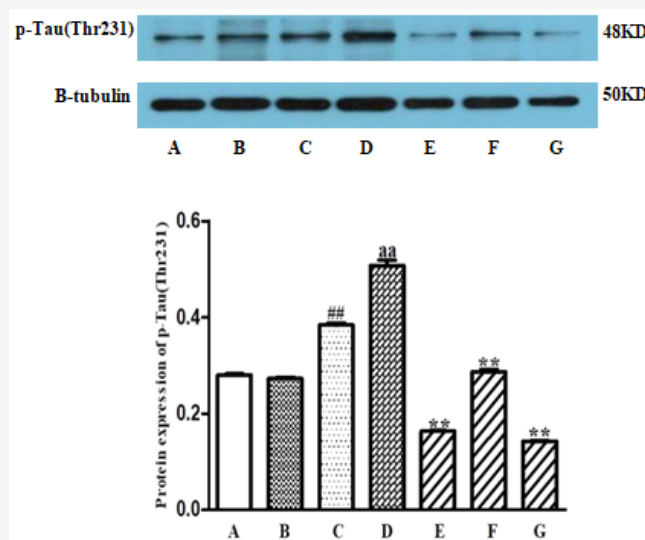 p-Tau(Thr231) 48KD
B-tubulin 50KD
A B C D E F G
Protein expression of p-Tau(Thr231)
0.6
0.4
0.2
0.0
##
aa
**
**
**
A B C D E F G